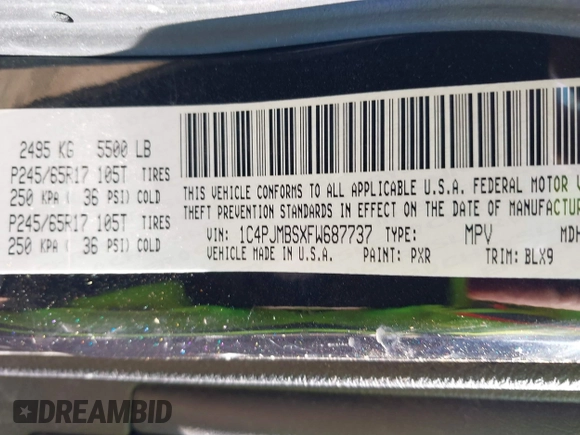 2495 KG 5500 LB
P245/65R17 105T TIRES
250 KPA ( 36 PSI) COLD
P245/65R17 105T TIRES
250 KPA ( 36 PSI) COLD
THIS VEHICLE CONFORMS TO ALL APPLICABLE U.S.A. FEDERAL MOTOR
THEFT PREVENTION STANDARDS IN EFFECT ON THE DATE OF MANUFACTUR
VIN: 1C4PJMBSXFW687737 TYPE: MPV MDH
VEHICLE MADE IN U.S.A. PAINT: PXR TRIM: BLX9
DREAMBID